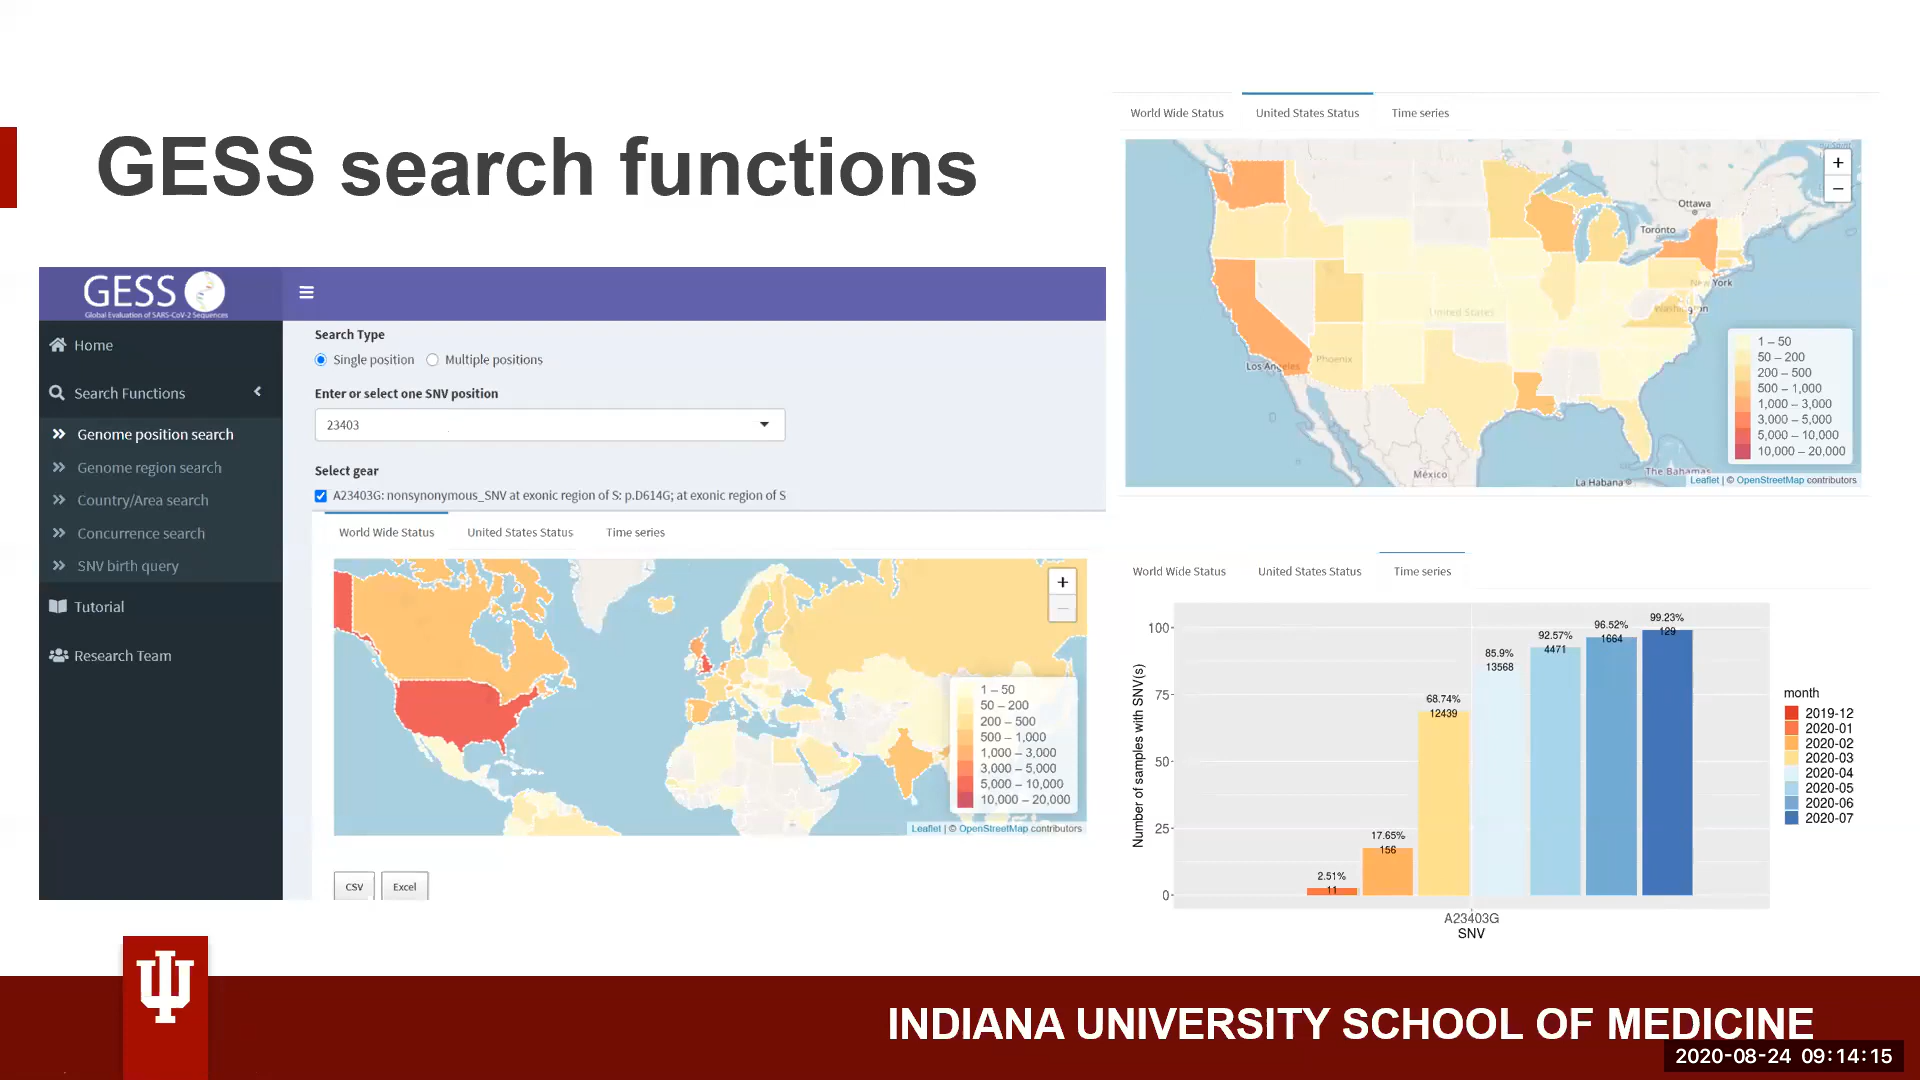 GESS search functions
GESS
Global Evaluation of SARS-CoV-2 Sequences
Home
Search Functions
Genome position search
Genome region search
Country/Area search
Concurrence search
SNV birth query
Tutorial
Research Team
Search Type
Single position Multiple positions
Enter or select one SNV position
23403
Select gear
A23403G: nonsynonymous_SNV at exonic region of S: p.D614G; at exonic region of S
World Wide Status United States Status Time series
+
−
1 – 50
50 – 200
200 – 500
500 – 1,000
1,000 – 3,000
3,000 – 5,000
5,000 – 10,000
10,000 – 20,000
Leaflet | © OpenStreetMap contributors
CSV Excel
World Wide Status United States Status Time series
+
−
Ottawa
Toronto
New York
United States
Washington
Phoenix
Los Angeles
México
La Habana
The Bahamas
1 – 50
50 – 200
200 – 500
500 – 1,000
1,000 – 3,000
3,000 – 5,000
5,000 – 10,000
10,000 – 20,000
Leaflet | © OpenStreetMap contributors
World Wide Status United States Status Time series
Number of samples with SNV(s)
100
75
50
25
0
2.51%
11
17.65%
156
68.74%
12439
85.9%
13568
92.57%
4471
96.52%
1664
99.23%
129
A23403G
SNV
month
2019-12
2020-01
2020-02
2020-03
2020-04
2020-05
2020-06
2020-07
INDIANA UNIVERSITY SCHOOL OF MEDICINE
2020-08-24 09:14:15